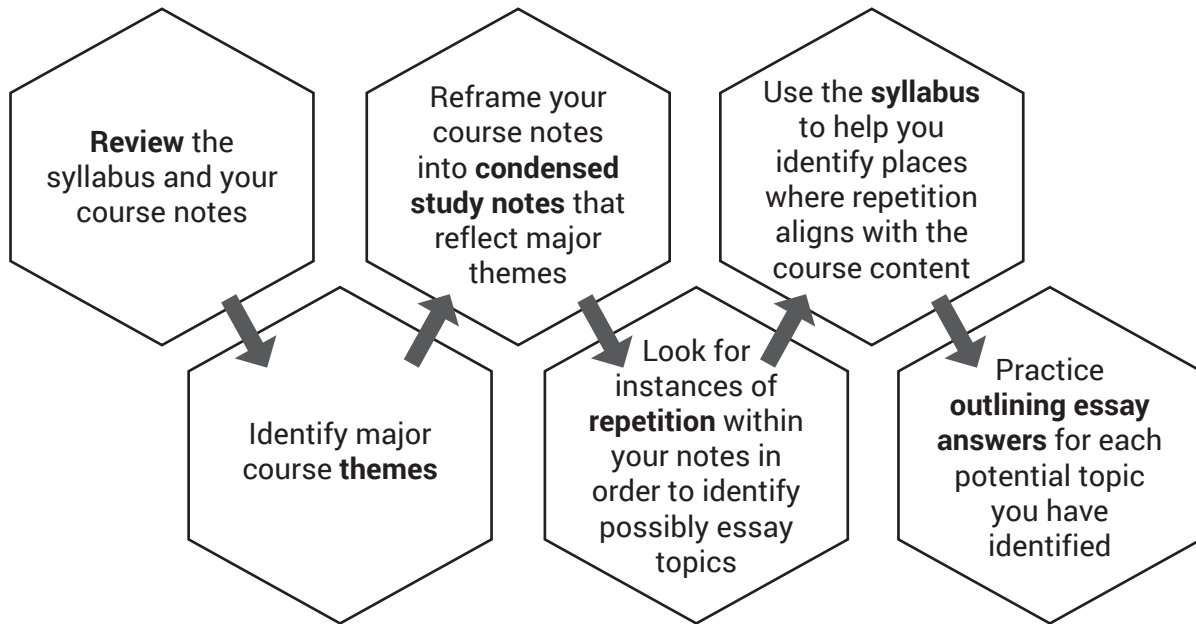 Review the
syllabus and your
course notes
Identify major
course themes
Reframe your
course notes
into condensed
study notes that
reflect major
themes
Look for
instances of
repetition within
your notes in
order to identify
possibly essay
topics
Use the syllabus
to help you
identify places
where repetition
aligns with the
course content
Practice
outlining essay
answers for each
potential topic
you have
identified